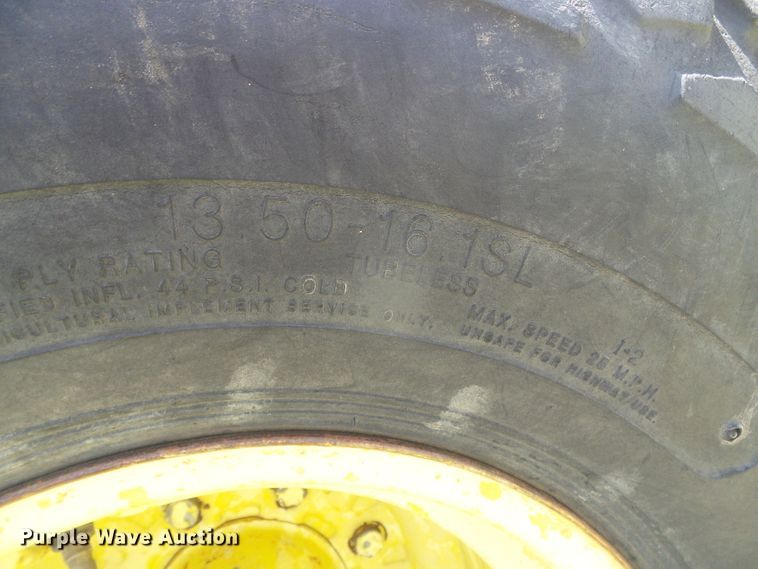 13.50-16.1SL
PLY RATING TUBELESS
INFL. 44 P.S.I. COLD
IMPLEMENT SERVICE ONLY.
1-2
MAX. SPEED 25 M.P.H.
UNSAFE FOR HIGHWAY USE.
Purple Wave Auction